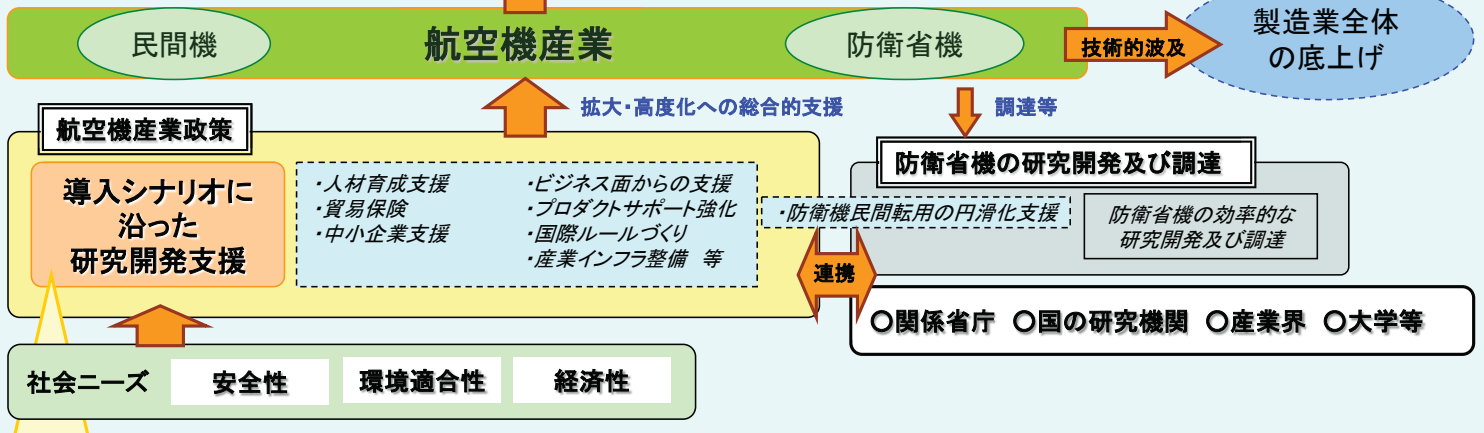 民間機
航空機産業
防衛省機
技術的波及
製造業全体
の底上げ
拡大・高度化への総合的支援
調達等
航空機産業政策
導入シナリオに
沿った
研究開発支援
・人材育成支援
・貿易保険
・中小企業支援
・ビジネス面からの支援
・プロダクトサポート強化
・国際ルールづくり
・産業インフラ整備 等
・防衛機民間転用の円滑化支援
防衛省機の研究開発及び調達
防衛省機の効率的な
研究開発及び調達
連携
〇関係省庁 〇国の研究機関 〇産業界 〇大学等
社会ニーズ
安全性
環境適合性
経済性